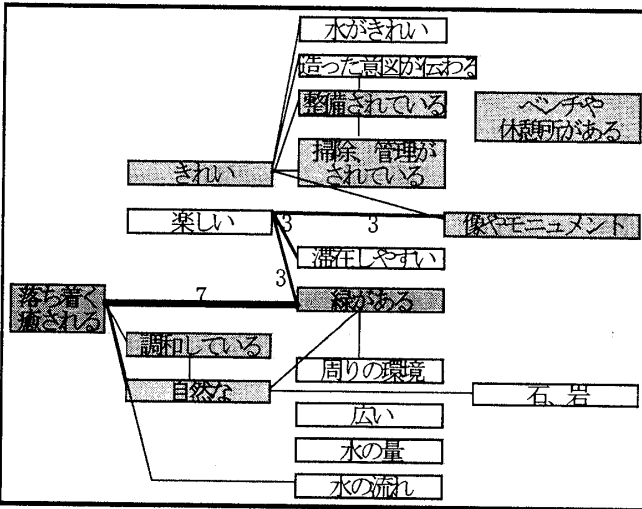 水がきれい
造った意図が伝わる
整備されている
ベンチや
休憩所がある
掃除、管理が
されている
きれい
楽しい
3
3
像やモニュメント
滞在しやすい
3
落ち着く
癒される
7
緑がある
調和している
周りの環境
自然な
石、岩
広い
水の量
水の流れ